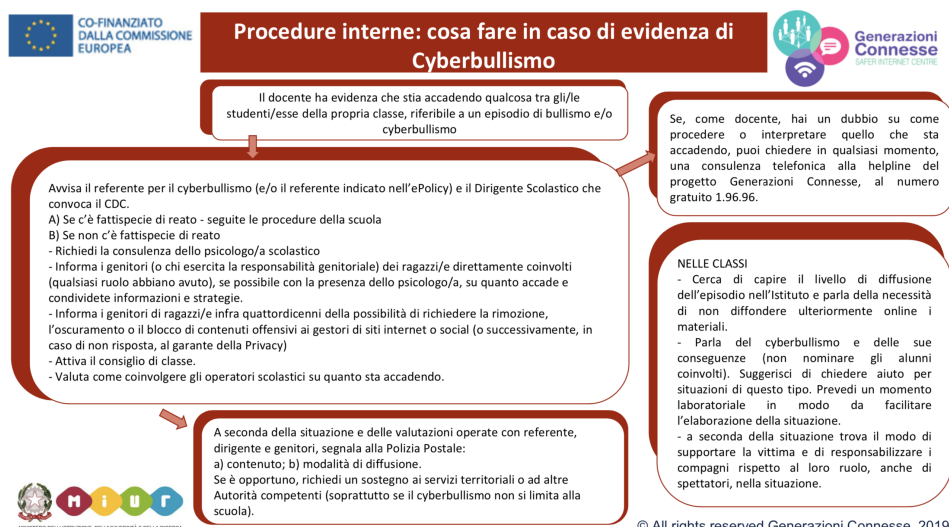 CO-FINANZIATO
DALLA COMMISSIONE
EUROPEA
Procedure interne: cosa fare in caso di evidenza di
Cyberbullismo
Generazioni
Connesse
SAFER INTERNET CENTRE
Il docente ha evidenza che stia accadendo qualcosa tra gli/le
studenti/esse della propria classe, riferibile a un episodio di bullismo e/o
cyberbullismo
Se, come docente, hai un dubbio su come
procedere o interpretare quello che sta
accadendo, puoi chiedere in qualsiasi momento,
una consulenza telefonica alla helpline del
progetto Generazioni Connesse, al numero
gratuito 1.96.96.
Avvisa il referente per il cyberbullismo (e/o il referente indicato nell'ePolicy) e il Dirigente Scolastico che
convoca il CDC.
A) Se c'è fattispecie di reato - seguite le procedure della scuola
B) Se non c'è fattispecie di reato
- Richiedi la consulenza dello psicologo/a scolastico
- Informa i genitori (o chi esercita la responsabilità genitoriale) dei ragazzi/e direttamente coinvolti
(qualsiasi ruolo abbiano avuto), se possibile con la presenza dello psicologo/a, su quanto accade e
condividete informazioni e strategie.
- Informa i genitori di ragazzi/e infra quattordicenni della possibilità di richiedere la rimozione,
l'oscuramento o il blocco di contenuti offensivi ai gestori di siti internet o social (o successivamente, in
caso di non risposta, al garante della Privacy)
- Attiva il consiglio di classe.
- Valuta come coinvolgere gli operatori scolastici su quanto sta accadendo.
NELLE CLASSI
- Cerca di capire il livello di diffusione
dell'episodio nell'Istituto e parla della necessità
di non diffondere ulteriormente online i
materiali.
- Parla del cyberbullismo e delle sue
conseguenze (non nominare gli alunni
coinvolti). Suggerisci di chiedere aiuto per
situazioni di questo tipo. Prevedi un momento
laboratoriale in modo da facilitare
l'elaborazione della situazione.
- a seconda della situazione trova il modo di
supportare la vittima e di responsabilizzare i
compagni rispetto al loro ruolo, anche di
spettatori, nella situazione.
A seconda della situazione e delle valutazioni operate con referente,
dirigente e genitori, segnala alla Polizia Postale:
a) contenuto; b) modalità di diffusione.
Se è opportuno, richiedi un sostegno ai servizi territoriali o ad altre
Autorità competenti (soprattutto se il cyberbullismo non si limita alla
scuola).
miur
© All rights reserved Generazioni Connesse, 2019